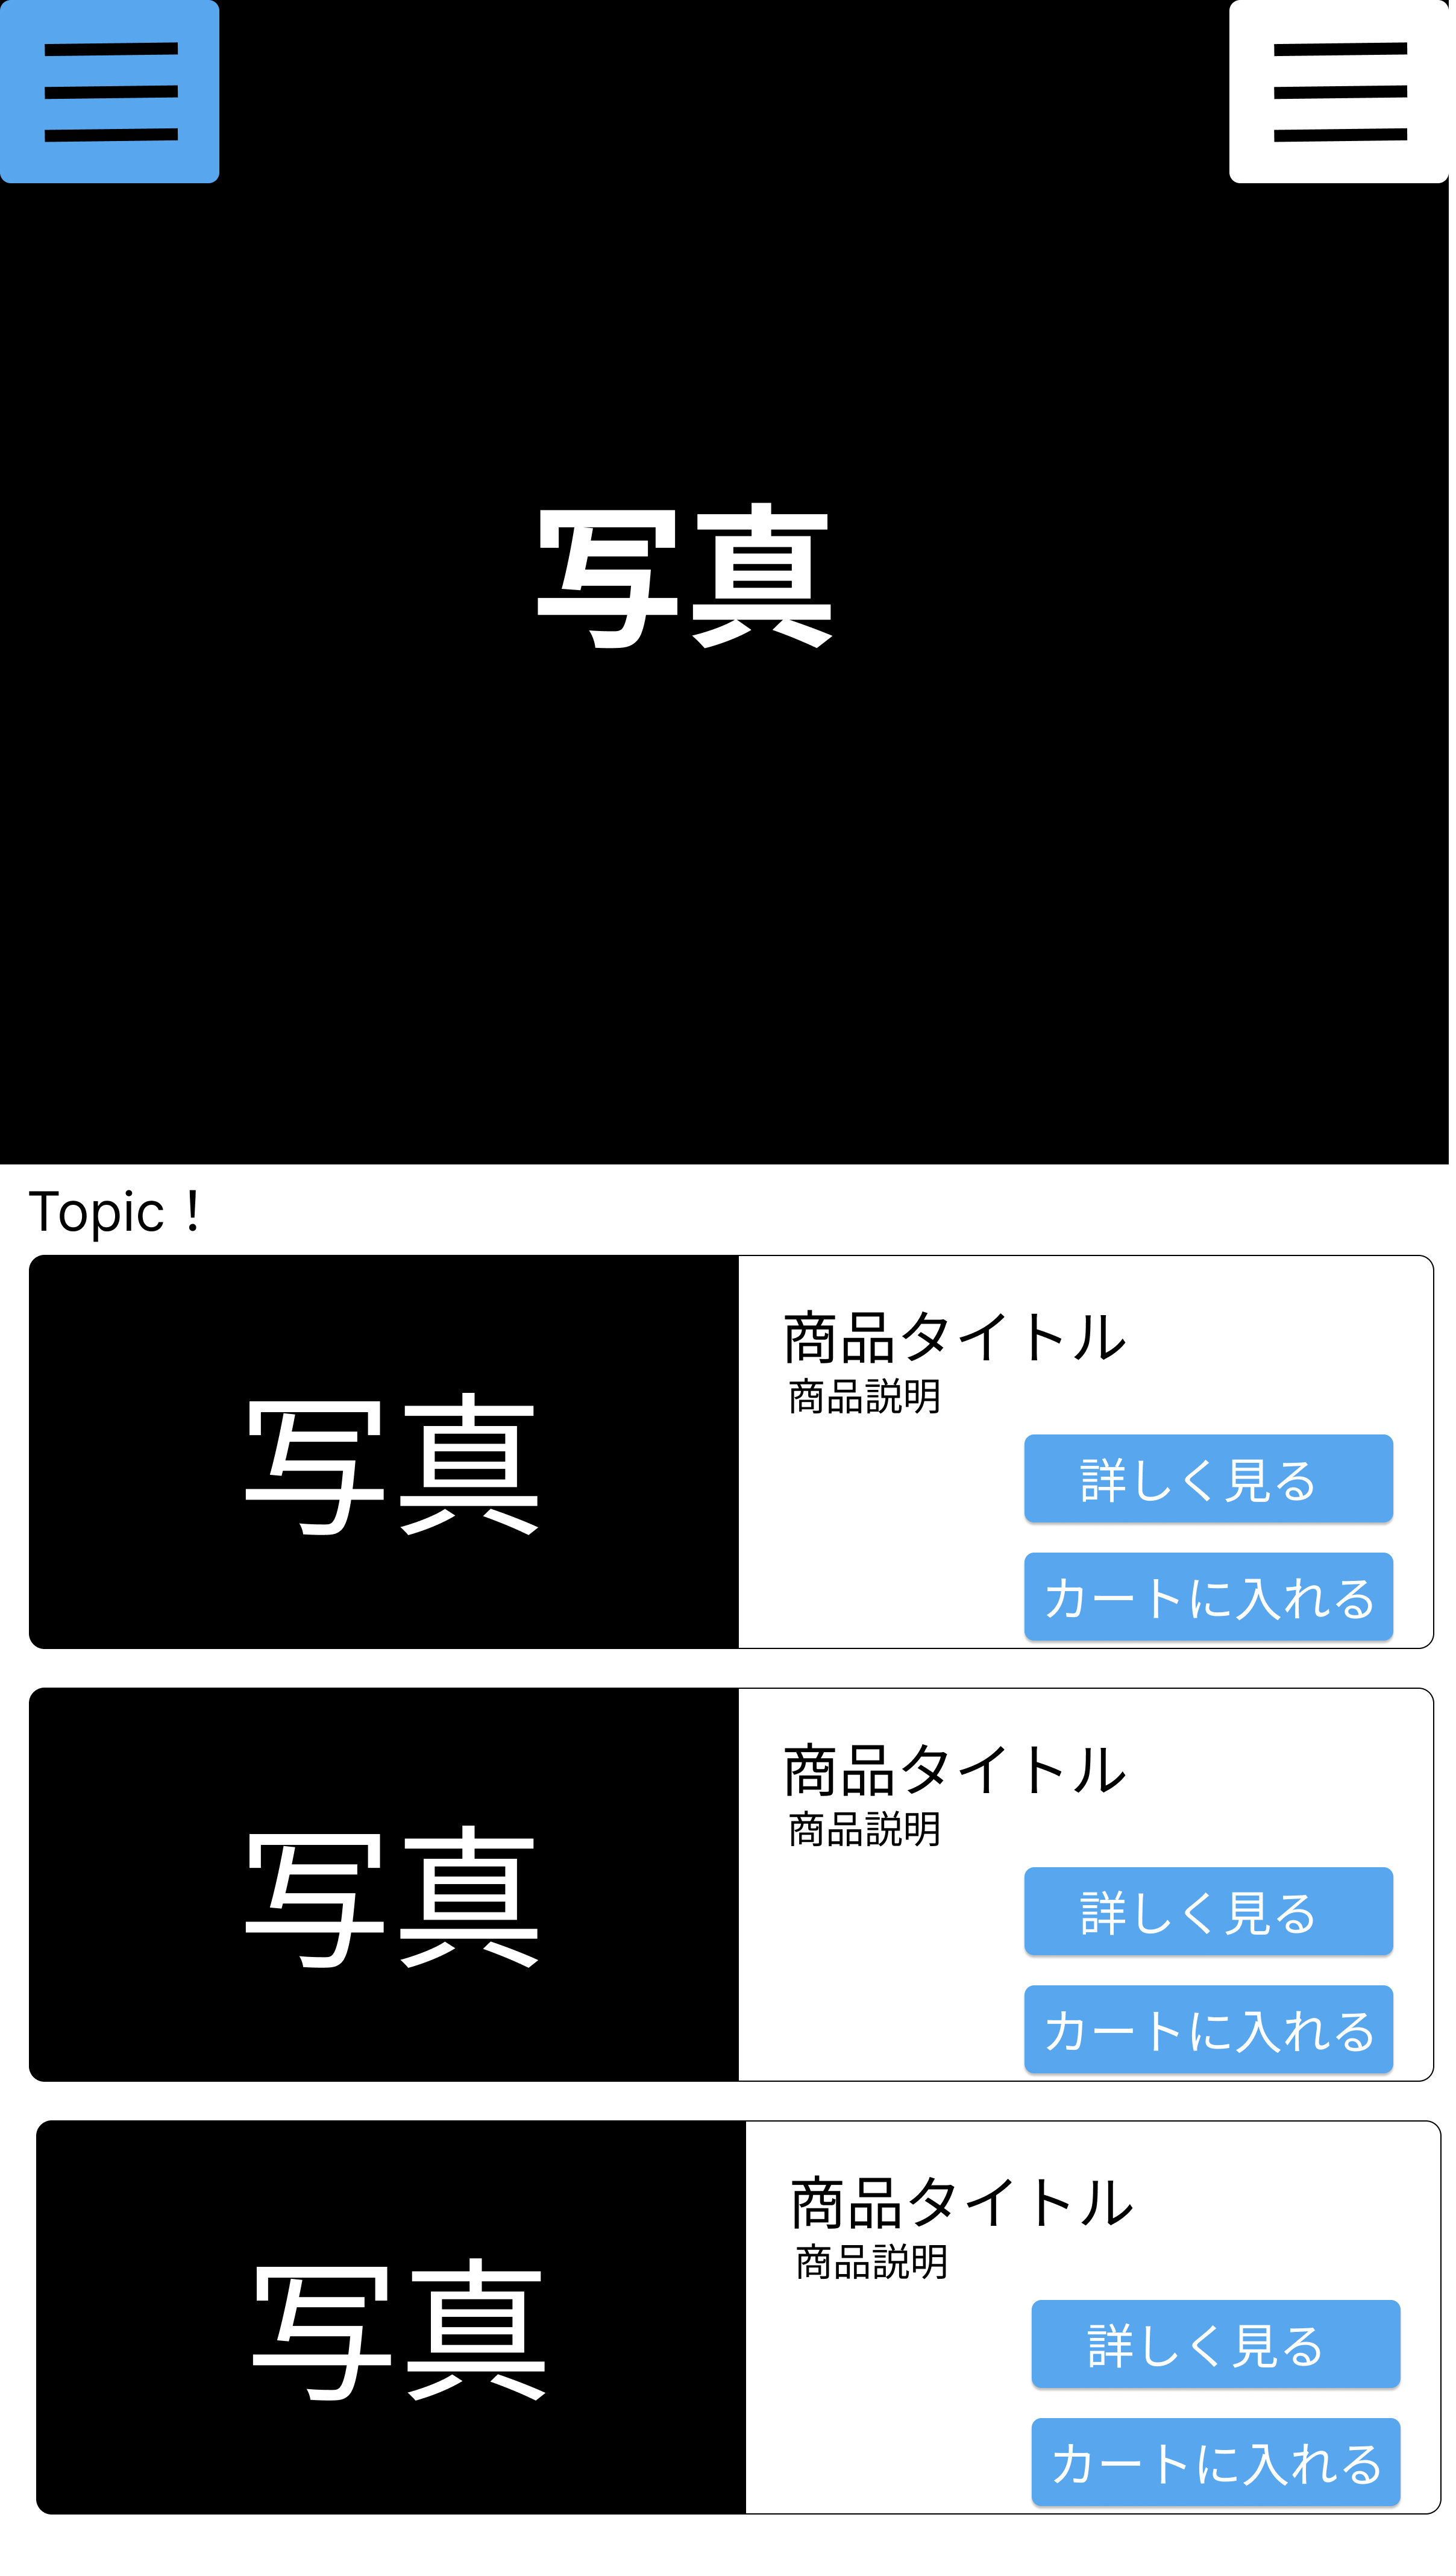 写真
Topic！
写真
商品タイトル
商品説明
詳しく見る
カートに入れる
写真
商品タイトル
商品説明
詳しく見る
カートに入れる
写真
商品タイトル
商品説明
詳しく見る
カートに入れる